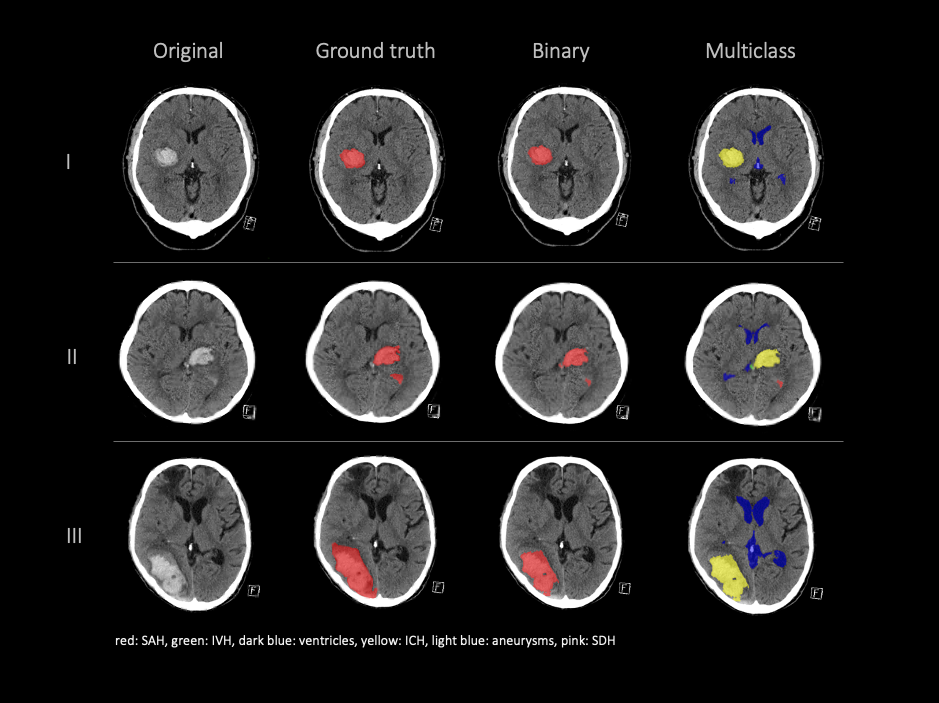 Original Ground truth Binary Multiclass
I
F
F
F
F
II
F
F
F
F
III
F
F
F
F
red: SAH, green: IVH, dark blue: ventricles, yellow: ICH, light blue: aneurysms, pink: SDH